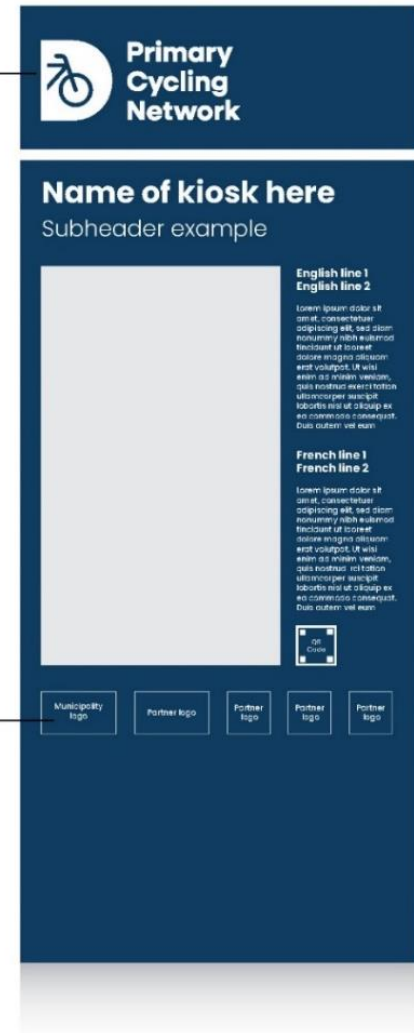 Primary
Cycling
Network
Name of kiosk here
Subheader example
English line 1
English line 2
Lorem ipsum dolor sit
amet, consectetuer
adipiscing elit, sed diam
nonummy nibh euismod
tincidunt ut laoreet
dolore magna aliquam
erat volutpat. Ut wisi
enim ad minim veniam,
quis nostrud exerci tation
ullamcorper suscipit
lobortis nisl ut aliquip ex
ea commodo consequat.
Duis autem vel eum
French line 1
French line 2
Lorem ipsum dolor sit
amet, consectetuer
adipiscing elit, sed diam
nonummy nibh euismod
tincidunt ut laoreet
dolore magna aliquam
erat volutpat. Ut wisi
enim ad minim veniam,
quis nostrud rci tation
ullamcorper suscipit
lobortis nisl ut aliquip ex
ea commodo consequat.
Duis autem vel eum
QR
Code
Municipality
logo
Partner logo
Partner
logo
Partner
logo
Partner
logo